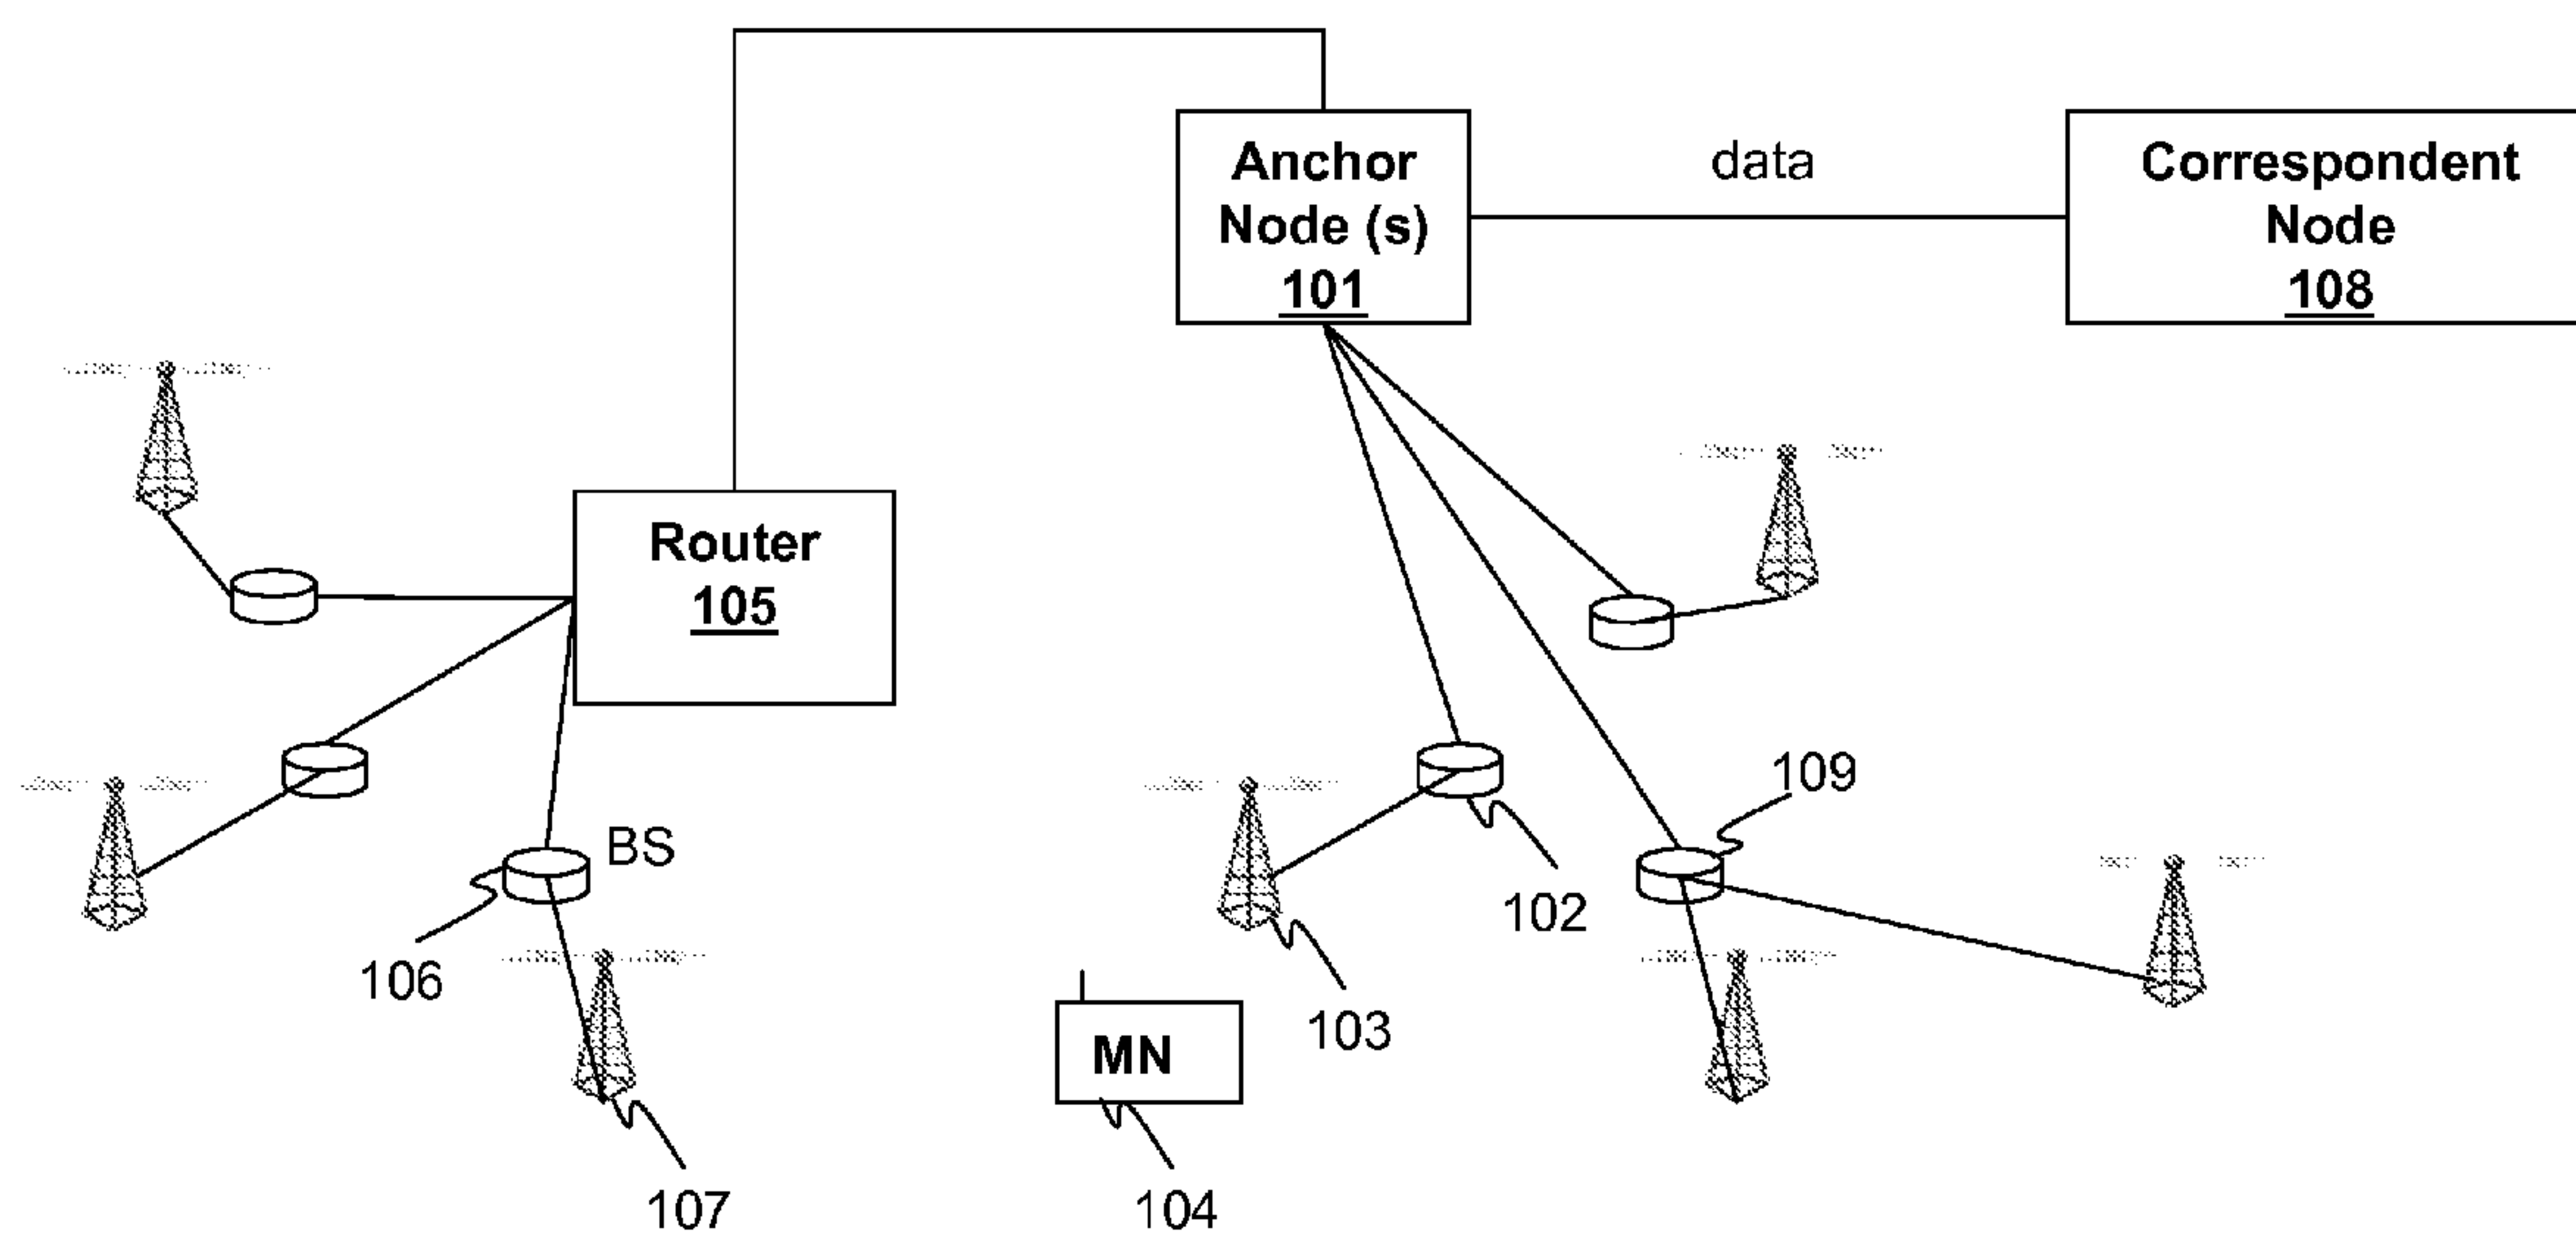 Anchor
Node (s)
101
data
Correspondent
Node
108
Router
105
109
BS
102
106
103
MN
107
104